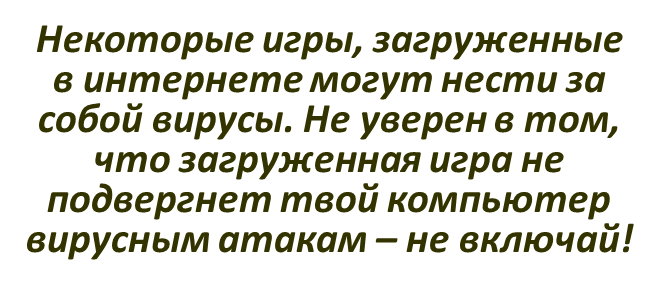 Некоторые игры, загруженные
в интернете могут нести за
собой вирусы. Не уверен в том,
что загруженная игра не
подвергнет твой компьютер
вирусным атакам – не включай!